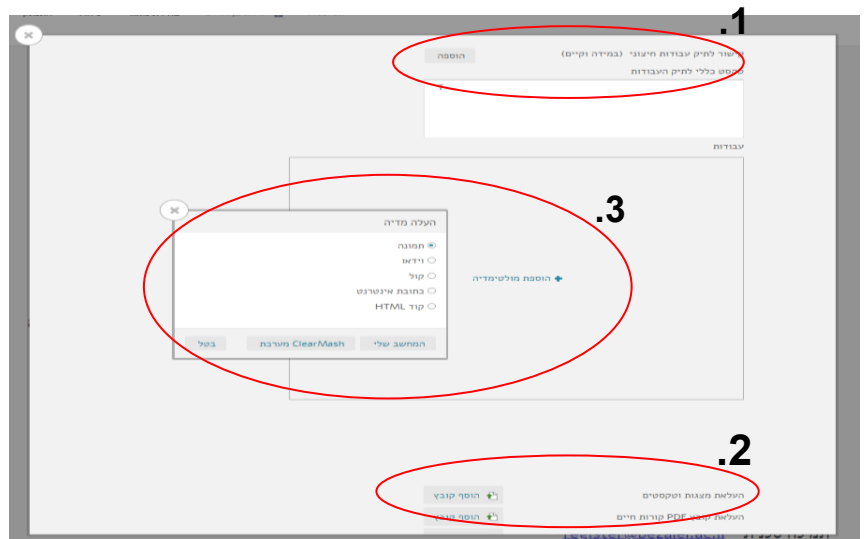 .1
קישור לתיק עבודות חיצוני (במידה וקיים) הוספה
טקסט כללי לתיק העבודות
עבודות
.3
העלה מדיה
תמונה
וידאו
קול
כתובת אינטרנט
קוד HTML
הוספת מולטימדיה
המחשב שלי ClearMash מערכת בטל
.2
העלאת מצגות וטקסטים הוסף קובץ
העלאת קובץ PDF קורות חיים הוסף קובץ